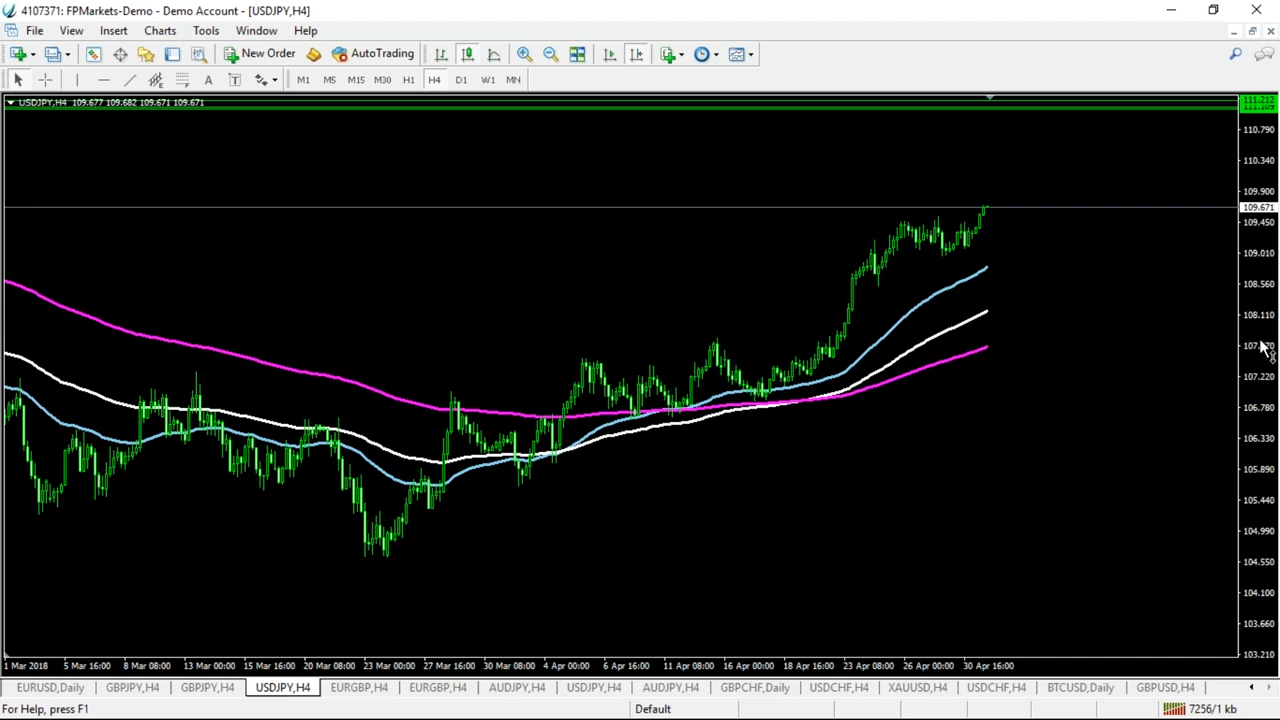 4107371: FPMarkets-Demo - Demo Account - [USDJPY,H4]
File View Insert Charts Tools Window Help
New Order AutoTrading
A T M1 M5 M15 M30 H1 H4 D1 W1 MN
USDJPY,H4 109.677 109.682 109.671 109.671
111.212
111.109
110.790
110.340
109.900
109.671
109.450
109.010
108.560
108.110
107.220
106.780
106.330
105.890
105.440
104.990
104.550
104.100
103.660
103.210
1 Mar 2018 5 Mar 16:00 8 Mar 08:00 13 Mar 00:00 15 Mar 16:00 20 Mar 08:00 23 Mar 00:00 27 Mar 16:00 30 Mar 08:00 4 Apr 00:00 6 Apr 16:00 11 Apr 08:00 16 Apr 00:00 18 Apr 16:00 23 Apr 08:00 26 Apr 00:00 30 Apr 16:00
EURUSD,Daily GBPJPY,H4 GBPJPY,H4 USDJPY,H4 EURGBP,H4 EURGBP,H4 AUDJPY,H4 USDJPY,H4 AUDJPY,H4 GBPCHF,Daily USDCHF,H4 XAUUSD,H4 USDCHF,H4 BTCUSD,Daily GBPUSD,H4
For Help, press F1 Default 7256/1 kb